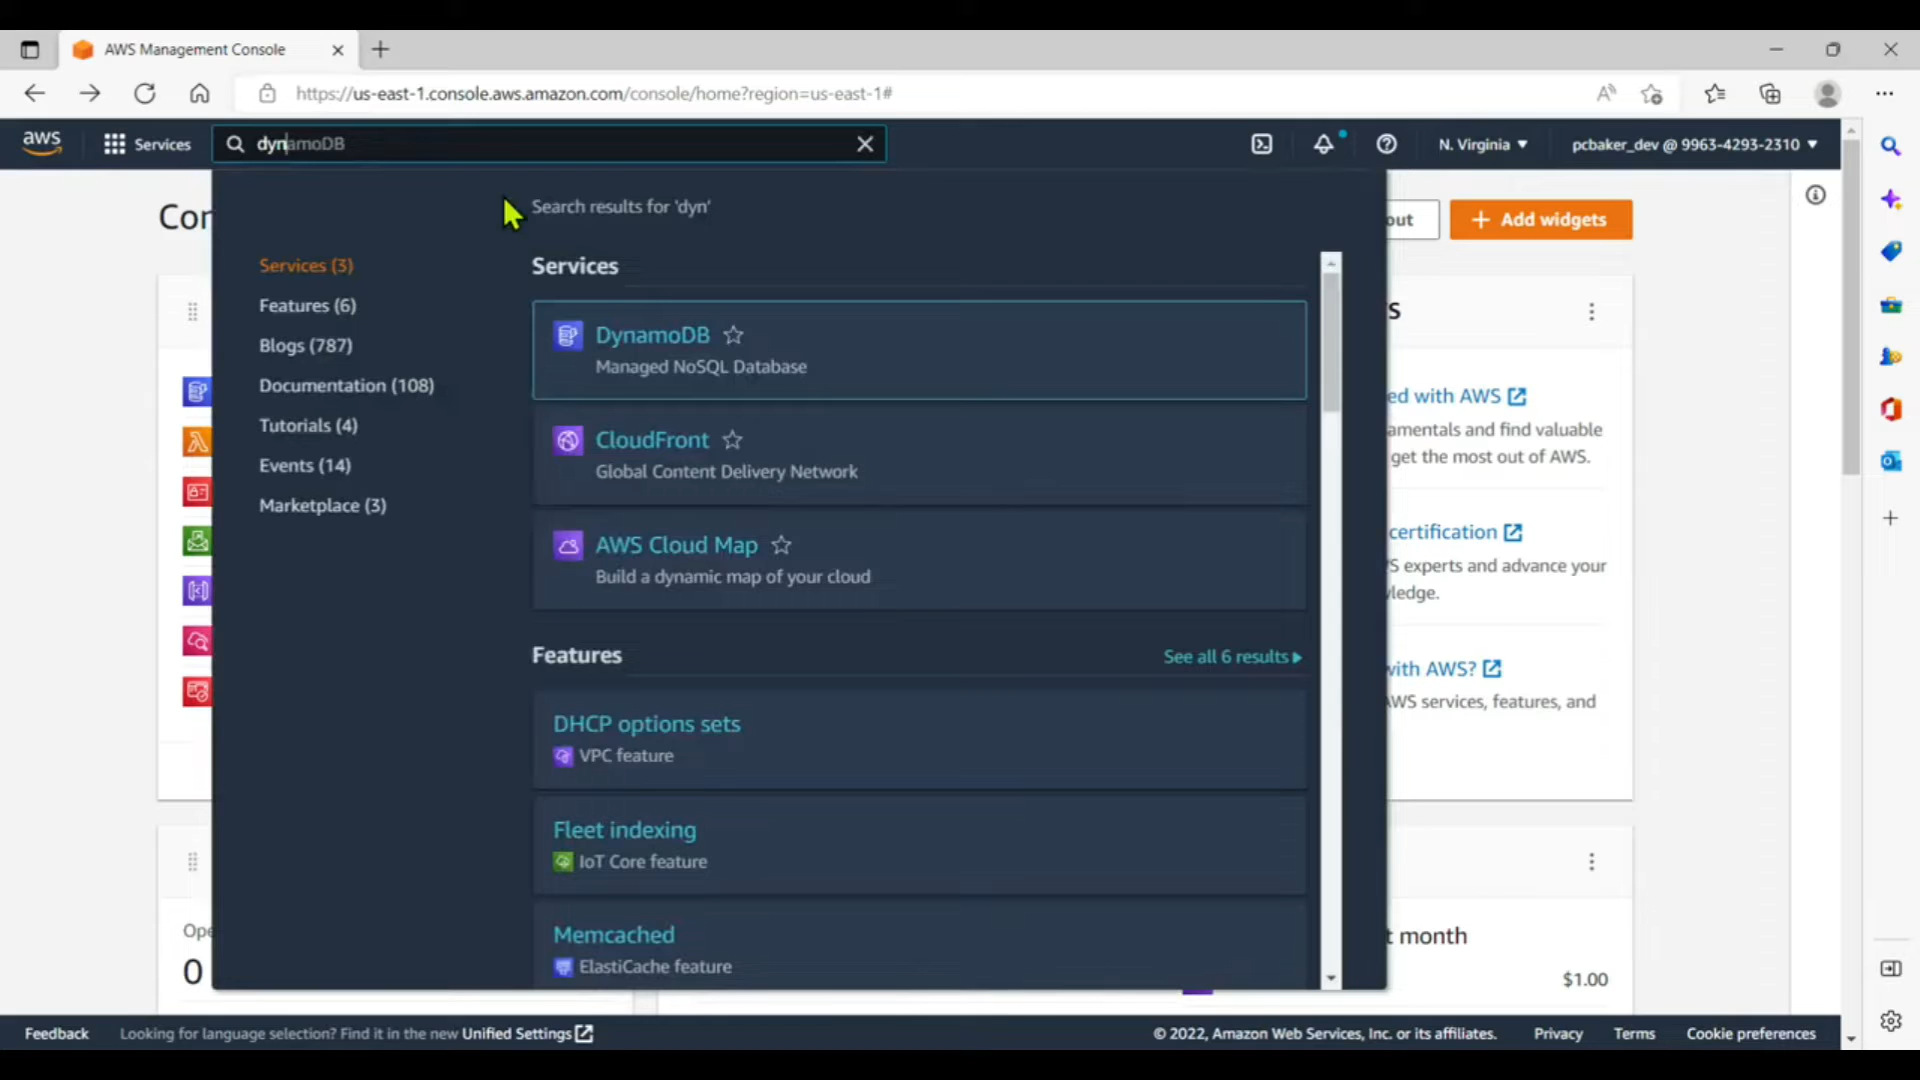 AWS Management Console
https://us-east-1.console.aws.amazon.com/console/home?region=us-east-1#
aws
Services
dynamoDB
N. Virginia
pcbaker_dev @ 9963-4293-2310
Search results for 'dyn'
out
Add widgets
Services (3)
Features (6)
Blogs (787)
Documentation (108)
Tutorials (4)
Events (14)
Marketplace (3)
Services
DynamoDB
Managed NoSQL Database
CloudFront
Global Content Delivery Network
AWS Cloud Map
Build a dynamic map of your cloud
Features
See all 6 results
DHCP options sets
VPC feature
Fleet indexing
IoT Core feature
Memcached
ElastiCache feature
Con
s
ed with AWS
amentals and find valuable
get the most out of AWS.
certification
S experts and advance your
ledge.
with AWS?
AWS services, features, and
Ope
0
t month
$1.00
Feedback
Looking for language selection? Find it in the new Unified Settings
© 2022, Amazon Web Services, Inc. or its affiliates.
Privacy
Terms
Cookie preferences